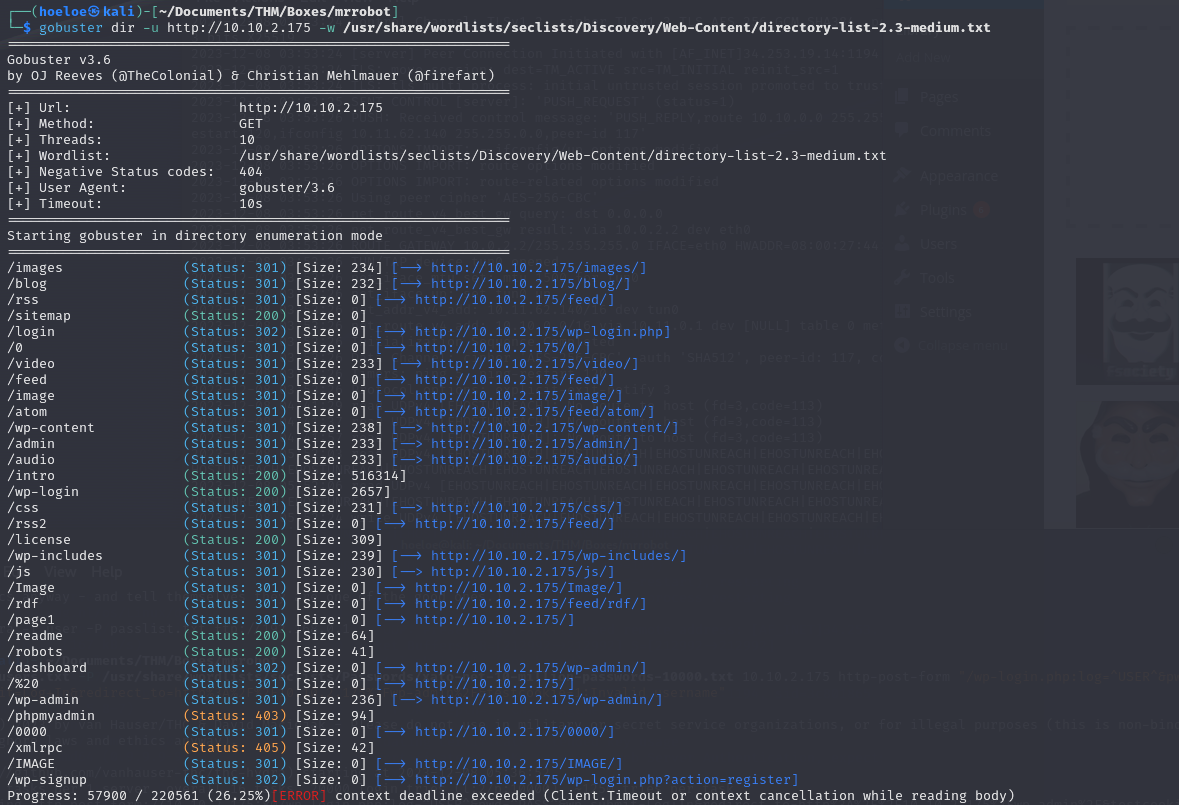 ┌──(hoeloe㉿kali)-[~/Documents/THM/Boxes/mrrobot]
└─$ gobuster dir -u http://10.10.2.175 -w /usr/share/wordlists/seclists/Discovery/Web-Content/directory-list-2.3-medium.txt
===============================================================
Gobuster v3.6
by OJ Reeves (@TheColonial) & Christian Mehlmauer (@firefart)
===============================================================
[+] Url: http://10.10.2.175
[+] Method: GET
[+] Threads: 10
[+] Wordlist: /usr/share/wordlists/seclists/Discovery/Web-Content/directory-list-2.3-medium.txt
[+] Negative Status codes: 404
[+] User Agent: gobuster/3.6
[+] Timeout: 10s
===============================================================
Starting gobuster in directory enumeration mode
===============================================================
/images (Status: 301) [Size: 234] [--> http://10.10.2.175/images/]
/blog (Status: 301) [Size: 232] [--> http://10.10.2.175/blog/]
/rss (Status: 301) [Size: 0] [--> http://10.10.2.175/feed/]
/sitemap (Status: 200) [Size: 0]
/login (Status: 302) [Size: 0] [--> http://10.10.2.175/wp-login.php]
/0 (Status: 301) [Size: 0] [--> http://10.10.2.175/0/]
/video (Status: 301) [Size: 233] [--> http://10.10.2.175/video/]
/feed (Status: 301) [Size: 0] [--> http://10.10.2.175/feed/]
/image (Status: 301) [Size: 0] [--> http://10.10.2.175/image/]
/atom (Status: 301) [Size: 0] [--> http://10.10.2.175/feed/atom/]
/wp-content (Status: 301) [Size: 238] [--> http://10.10.2.175/wp-content/]
/admin (Status: 301) [Size: 233] [--> http://10.10.2.175/admin/]
/audio (Status: 301) [Size: 233] [--> http://10.10.2.175/audio/]
/intro (Status: 200) [Size: 516314]
/wp-login (Status: 200) [Size: 2657]
/css (Status: 301) [Size: 231] [--> http://10.10.2.175/css/]
/rss2 (Status: 301) [Size: 0] [--> http://10.10.2.175/feed/]
/license (Status: 200) [Size: 309]
/wp-includes (Status: 301) [Size: 239] [--> http://10.10.2.175/wp-includes/]
/js (Status: 301) [Size: 230] [--> http://10.10.2.175/js/]
/Image (Status: 301) [Size: 0] [--> http://10.10.2.175/Image/]
/rdf (Status: 301) [Size: 0] [--> http://10.10.2.175/feed/rdf/]
/page1 (Status: 301) [Size: 0] [--> http://10.10.2.175/]
/readme (Status: 200) [Size: 64]
/robots (Status: 200) [Size: 41]
/dashboard (Status: 302) [Size: 0] [--> http://10.10.2.175/wp-admin/]
/%20 (Status: 301) [Size: 0] [--> http://10.10.2.175/]
/wp-admin (Status: 301) [Size: 236] [--> http://10.10.2.175/wp-admin/]
/phpmyadmin (Status: 403) [Size: 94]
/0000 (Status: 301) [Size: 0] [--> http://10.10.2.175/0000/]
/xmlrpc (Status: 405) [Size: 42]
/IMAGE (Status: 301) [Size: 0] [--> http://10.10.2.175/IMAGE/]
/wp-signup (Status: 302) [Size: 0] [--> http://10.10.2.175/wp-login.php?action=register]
Progress: 57900 / 220561 (26.25%)[ERROR] context deadline exceeded (Client.Timeout or context cancellation while reading body)
Pages
Comments
Appearance
Plugins
Users
Tools
Settings
Collapse menu
View Help